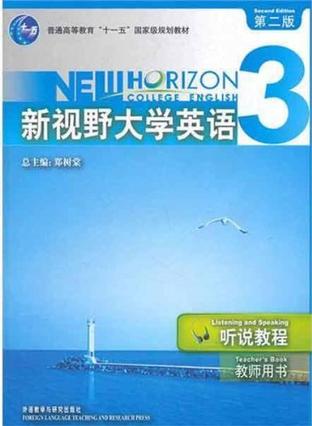 Second Edition
第二版
十一五
普通高等教育“十一五”国家级规划教材
NEW HORIZON
COLLEGE ENGLISH
3
新视野大学英语
总主编:郑树棠
Listening and Speaking
听说教程
Teacher's Book
教师用书
外语教学与研究出版社
FOREIGN LANGUAGE TEACHING AND RESEARCH PRESS